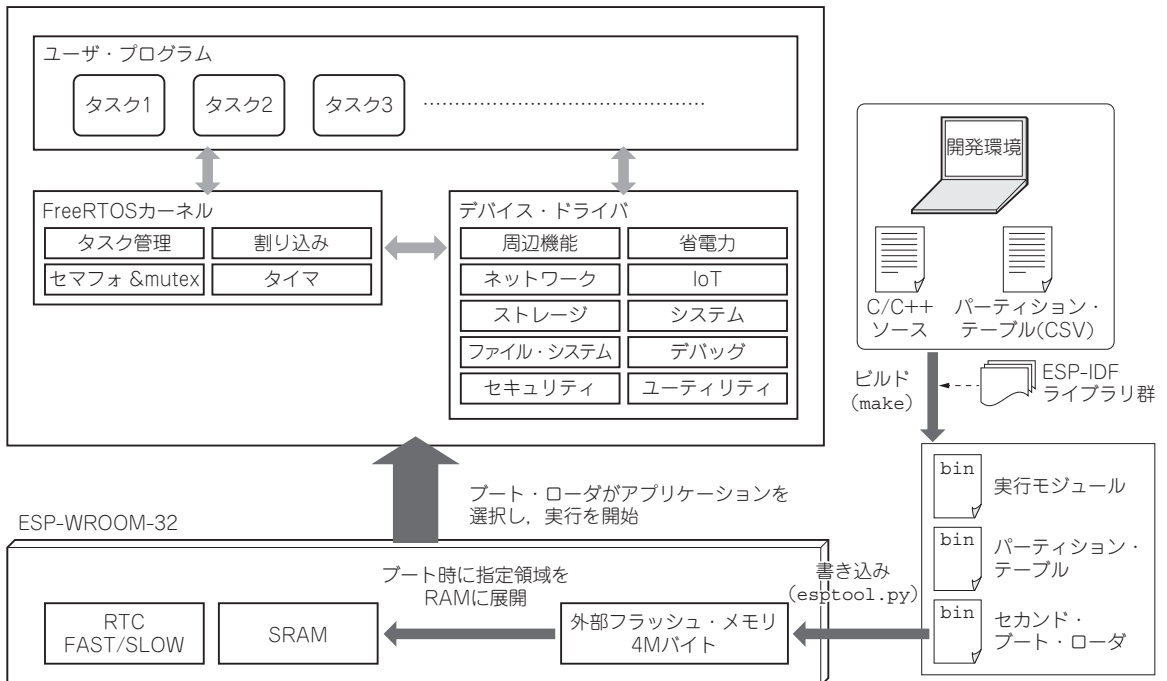 ユーザ・プログラム
タスク1
タスク2
タスク3
FreeRTOSカーネル
タスク管理
割り込み
セマフォ &mutex
タイマ
デバイス・ドライバ
周辺機能
省電力
ネットワーク
IoT
ストレージ
システム
ファイル・システム
デバッグ
セキュリティ
ユーティリティ
開発環境
C/C++
ソース
パーティション・
テーブル(CSV)
ビルド
(make)
ESP-IDF
ライブラリ群
bin
実行モジュール
bin
パーティション・
テーブル
bin
セカンド・
ブート・ローダ
書き込み
(esptool.py)
ブート・ローダがアプリケーションを
選択し，実行を開始
ESP-WROOM-32
ブート時に指定領域を
RAMに展開
RTC
FAST/SLOW
SRAM
外部フラッシュ・メモリ
4Mバイト